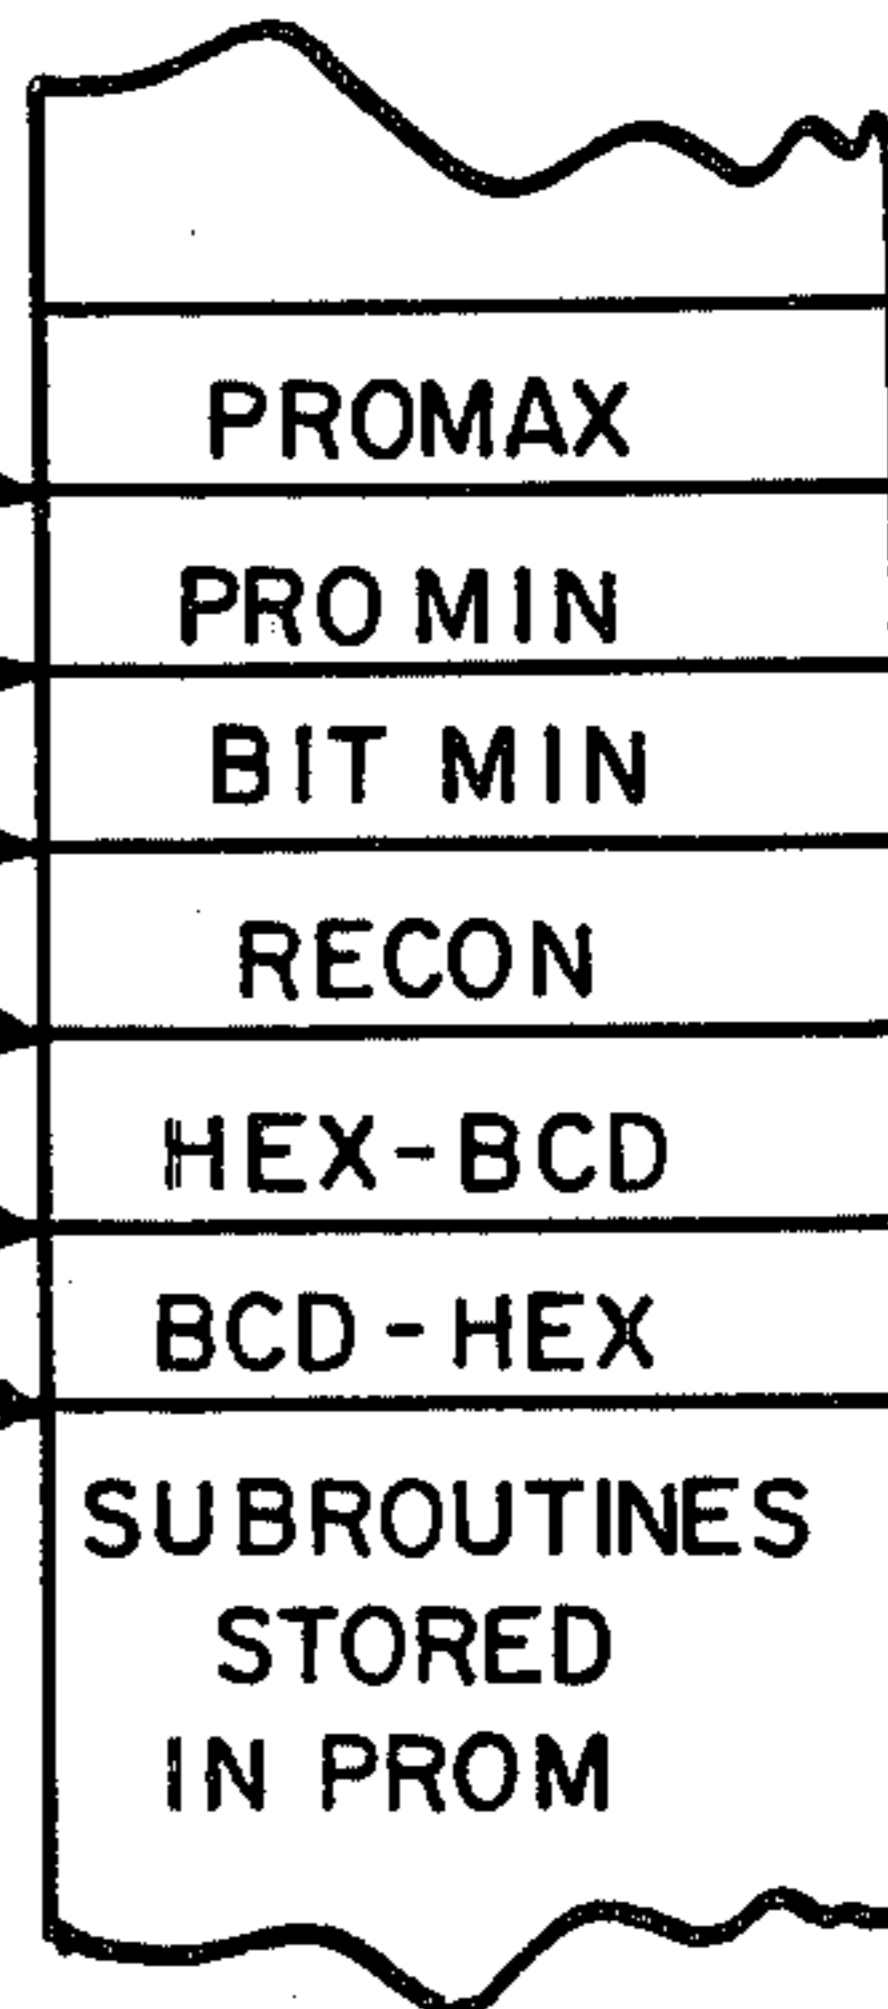 PROMAX
PRO MIN
BIT MIN
RECON
HEX-BCD
BCD-HEX
SUBROUTINES
STORED
IN PROM